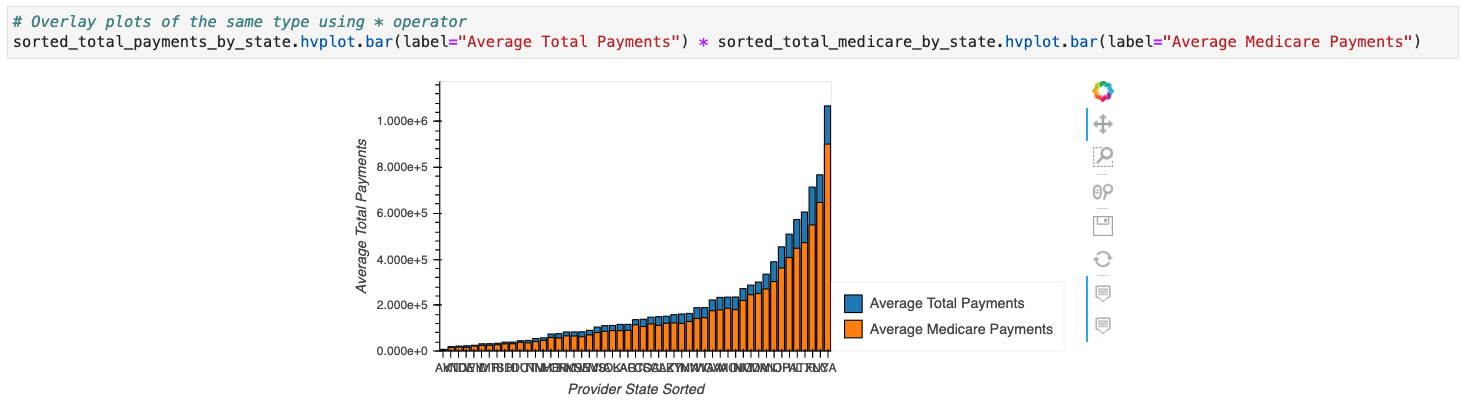 # Overlay plots of the same type using * operator
sorted_total_payments_by_state.hvplot.bar(label="Average Total Payments") * sorted_total_medicare_by_state.hvplot.bar(label="Average Medicare Payments")
Average Total Payments
1.000e+6
8.000e+5
6.000e+5
4.000e+5
2.000e+5
0.000e+0
Average Total Payments
Average Medicare Payments
Provider State Sorted